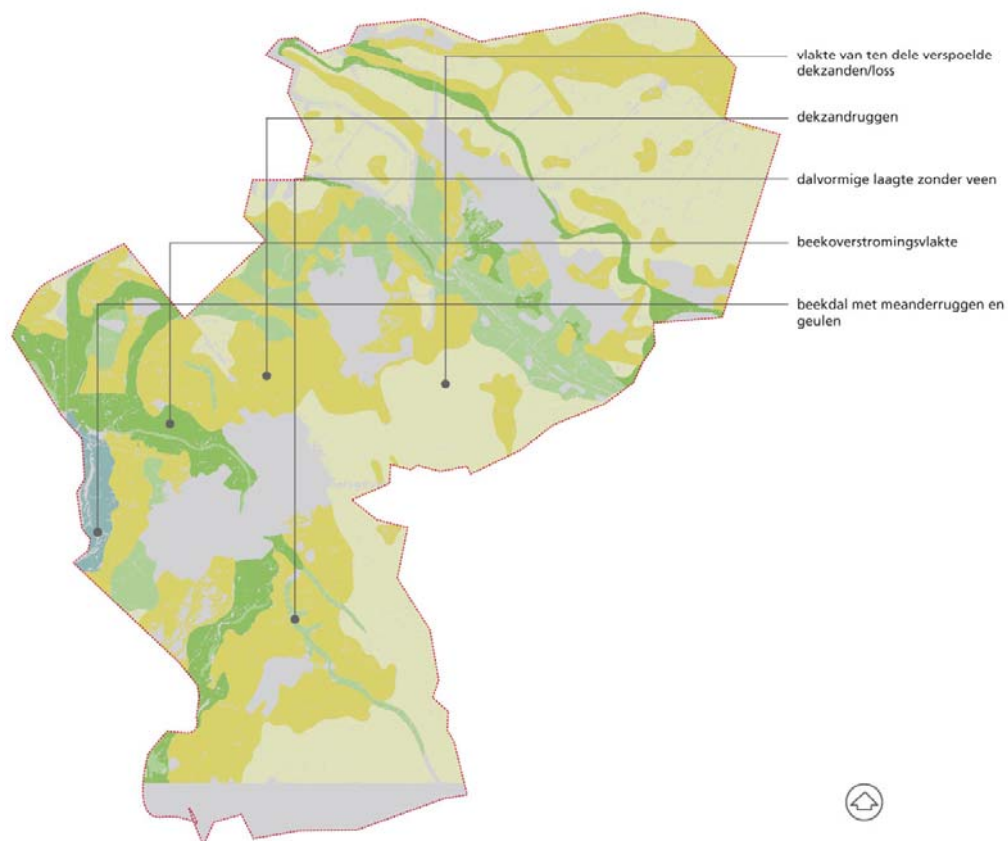 vlakte van ten dele verspoelde
dekzanden/loss
dekzandruggen
dalvormige laagte zonder veen
beekoverstromingsvlakte
beekdal met meanderruggen en
geulen